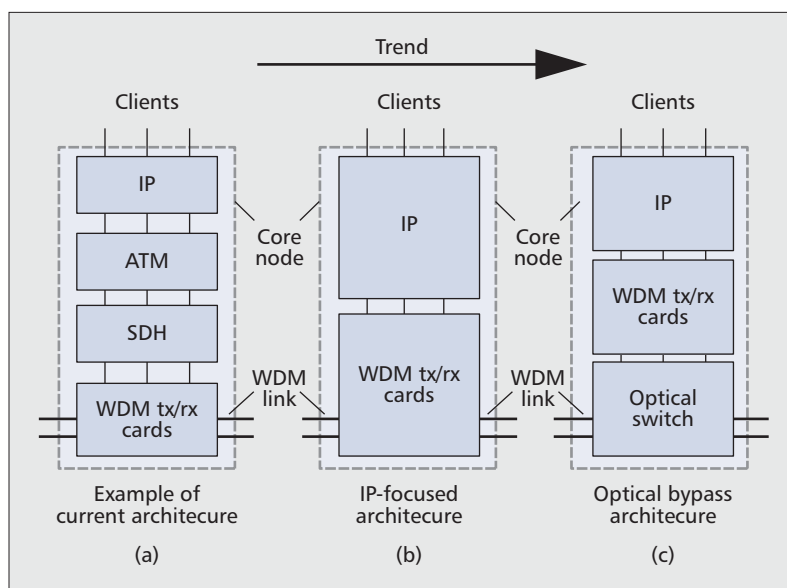 Trend
Clients
Clients
Clients
IP
ATM
SDH
WDM tx/rx
cards
Core
node
WDM
link
IP
WDM tx/rx
cards
Core
node
WDM
link
IP
WDM tx/rx
cards
Optical
switch
Example of
current architecure
(a)
IP-focused
architecure
(b)
Optical bypass
architecure
(c)